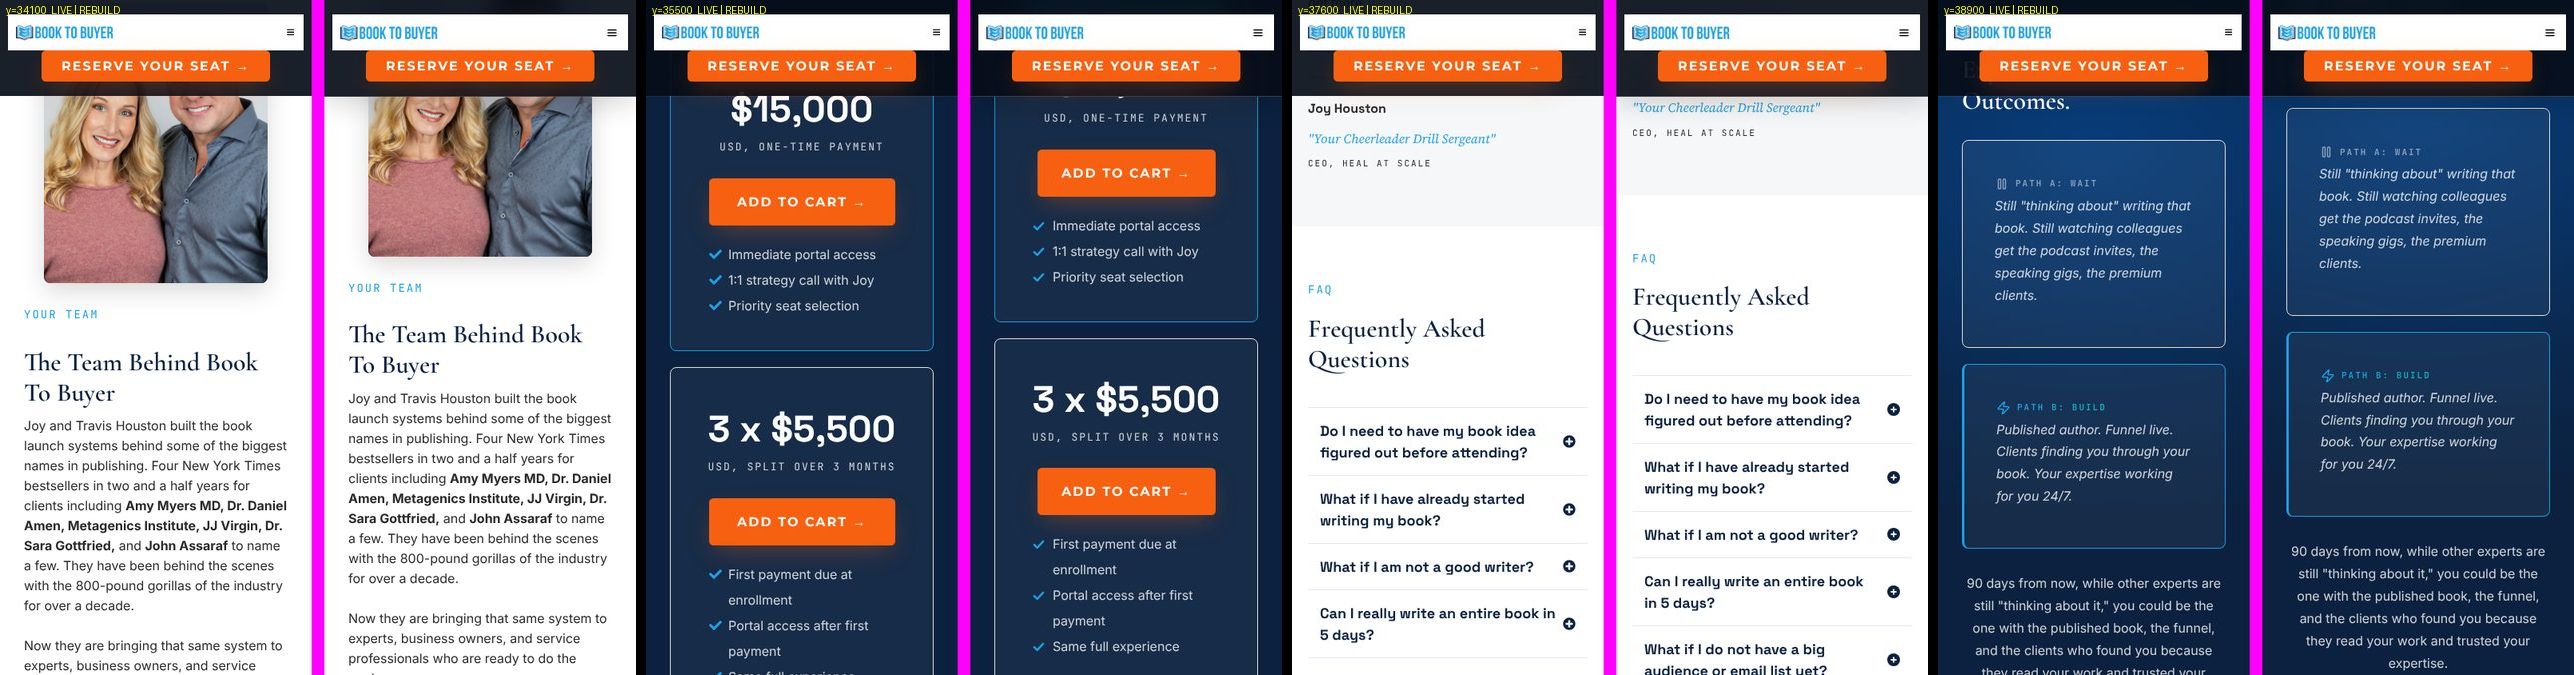 y=34100 LIVE | REBUILD
BOOK TO BUYER
RESERVE YOUR SEAT →
YOUR TEAM
The Team Behind Book
To Buyer
Joy and Travis Houston built the book
launch systems behind some of the biggest
names in publishing. Four New York Times
bestsellers in two and a half years for
clients including Amy Myers MD, Dr. Daniel
Amen, Metagenics Institute, JJ Virgin, Dr.
Sara Gottfried, and John Assaraf to name
a few. They have been behind the scenes
with the 800-pound gorillas of the industry
for over a decade.
Now they are bringing that same system to
experts, business owners, and service
BOOK TO BUYER
RESERVE YOUR SEAT →
YOUR TEAM
The Team Behind Book
To Buyer
Joy and Travis Houston built the book
launch systems behind some of the biggest
names in publishing. Four New York Times
bestsellers in two and a half years for
clients including Amy Myers MD, Dr. Daniel
Amen, Metagenics Institute, JJ Virgin, Dr.
Sara Gottfried, and John Assaraf to name
a few. They have been behind the scenes
with the 800-pound gorillas of the industry
for over a decade.
Now they are bringing that same system to
experts, business owners, and service
professionals who are ready to do the
y=35500 LIVE | REBUILD
BOOK TO BUYER
RESERVE YOUR SEAT →
$15,000
USD, ONE-TIME PAYMENT
ADD TO CART →
Immediate portal access
1:1 strategy call with Joy
Priority seat selection
3 x $5,500
USD, SPLIT OVER 3 MONTHS
ADD TO CART →
First payment due at
enrollment
Portal access after first
payment
Same full experience
BOOK TO BUYER
RESERVE YOUR SEAT →
USD, ONE-TIME PAYMENT
ADD TO CART →
Immediate portal access
1:1 strategy call with Joy
Priority seat selection
3 x $5,500
USD, SPLIT OVER 3 MONTHS
ADD TO CART →
First payment due at
enrollment
Portal access after first
payment
Same full experience
y=37600 LIVE | REBUILD
BOOK TO BUYER
RESERVE YOUR SEAT →
Joy Houston
"Your Cheerleader Drill Sergeant"
CEO, HEAL AT SCALE
FAQ
Frequently Asked
Questions
Do I need to have my book idea
figured out before attending?
What if I have already started
writing my book?
What if I am not a good writer?
Can I really write an entire book in
5 days?
BOOK TO BUYER
RESERVE YOUR SEAT →
"Your Cheerleader Drill Sergeant"
CEO, HEAL AT SCALE
FAQ
Frequently Asked
Questions
Do I need to have my book idea
figured out before attending?
What if I have already started
writing my book?
What if I am not a good writer?
Can I really write an entire book
in 5 days?
What if I do not have a big
audience or email list yet?
y=38900 LIVE | REBUILD
BOOK TO BUYER
RESERVE YOUR SEAT →
Outcomes.
PATH A: WAIT
Still "thinking about" writing that
book. Still watching colleagues
get the podcast invites, the
speaking gigs, the premium
clients.
PATH B: BUILD
Published author. Funnel live.
Clients finding you through your
book. Your expertise working
for you 24/7.
90 days from now, while other experts are
still "thinking about it," you could be the
one with the published book, the funnel,
and the clients who found you because
they read your work and trusted your
BOOK TO BUYER
RESERVE YOUR SEAT →
PATH A: WAIT
Still "thinking about" writing that
book. Still watching colleagues
get the podcast invites, the
speaking gigs, the premium
clients.
PATH B: BUILD
Published author. Funnel live.
Clients finding you through your
book. Your expertise working
for you 24/7.
90 days from now, while other experts are
still "thinking about it," you could be the
one with the published book, the funnel,
and the clients who found you because
they read your work and trusted your
expertise.